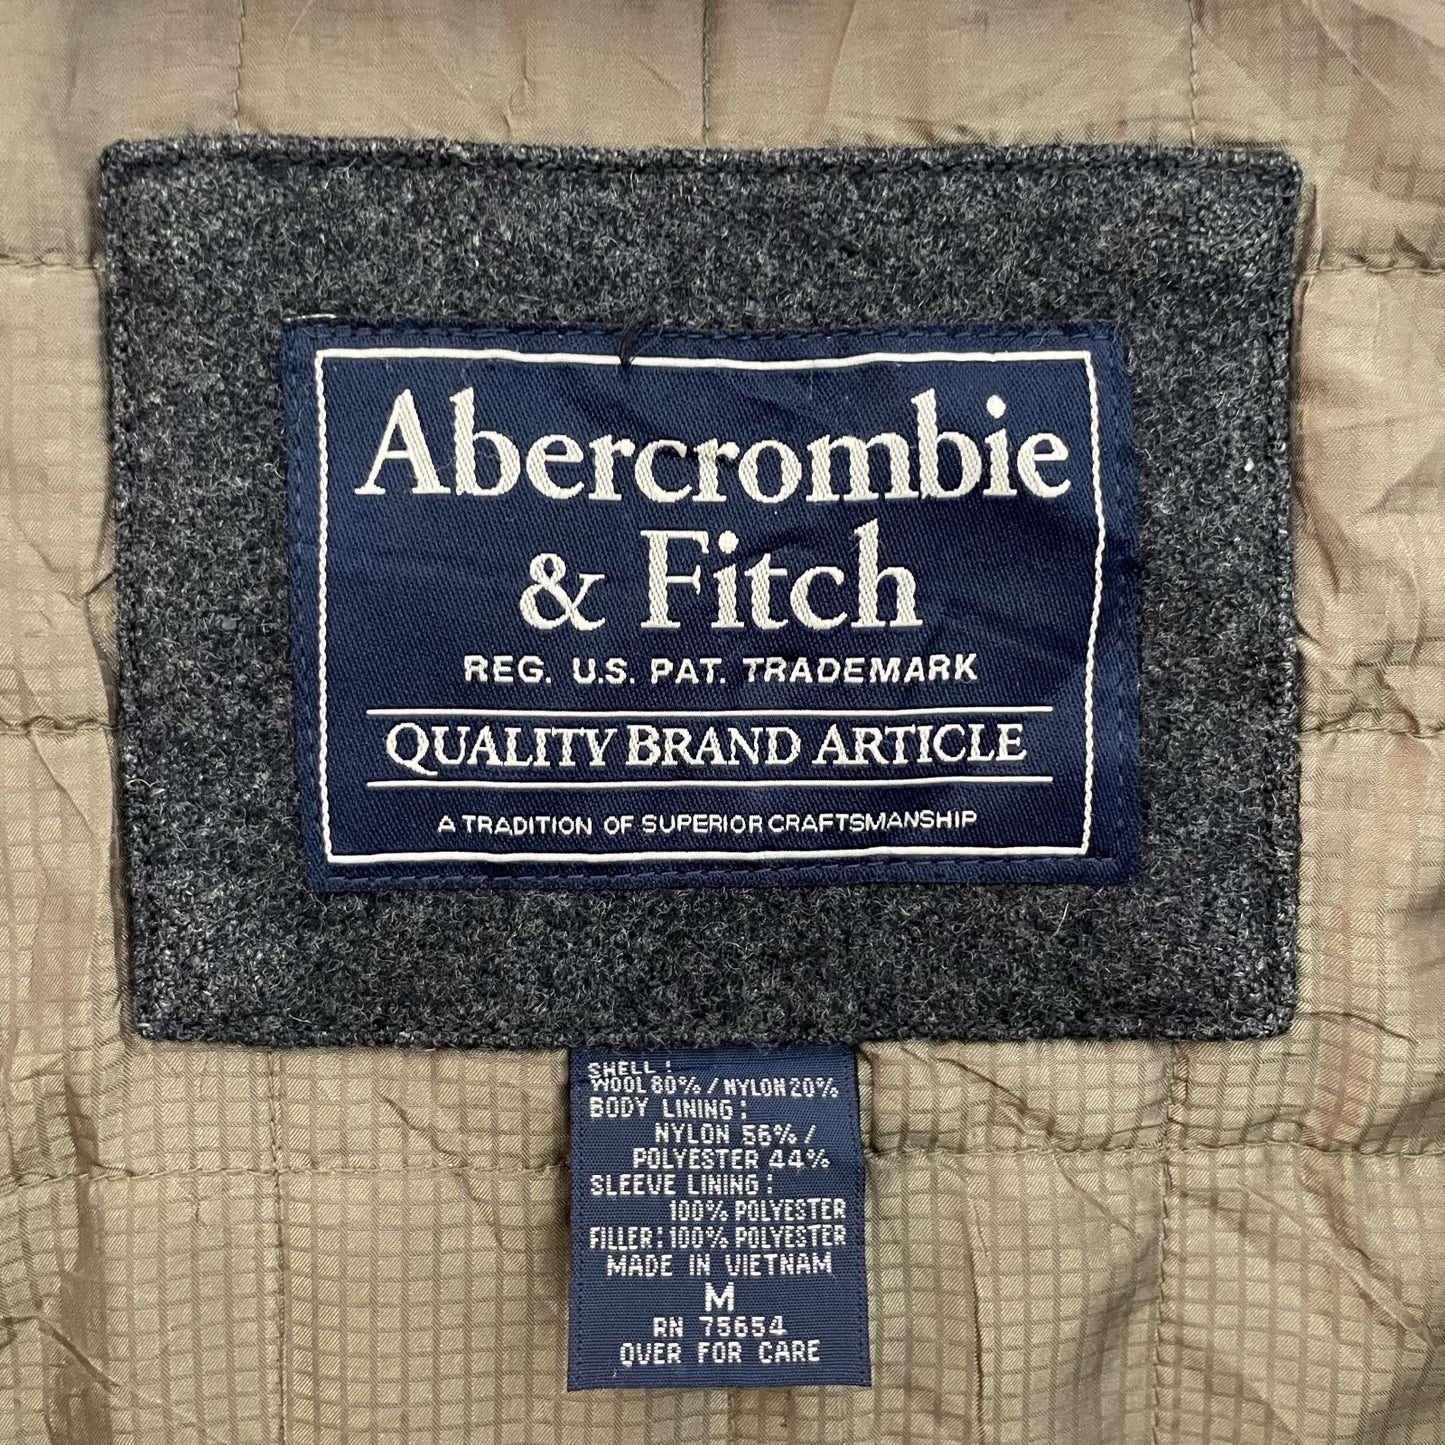 Abercrombie
& Fitch
REG. U.S. PAT. TRADEMARK
QUALITY BRAND ARTICLE
A TRADITION OF SUPERIOR CRAFTSMANSHIP
SHELL:
WOOL 80% / NYLON 20%
BODY LINING:
NYLON 56% /
POLYESTER 44%
SLEEVE LINING:
100% POLYESTER
FILLER: 100% POLYESTER
MADE IN VIETNAM
M
RN 75654
OVER FOR CARE